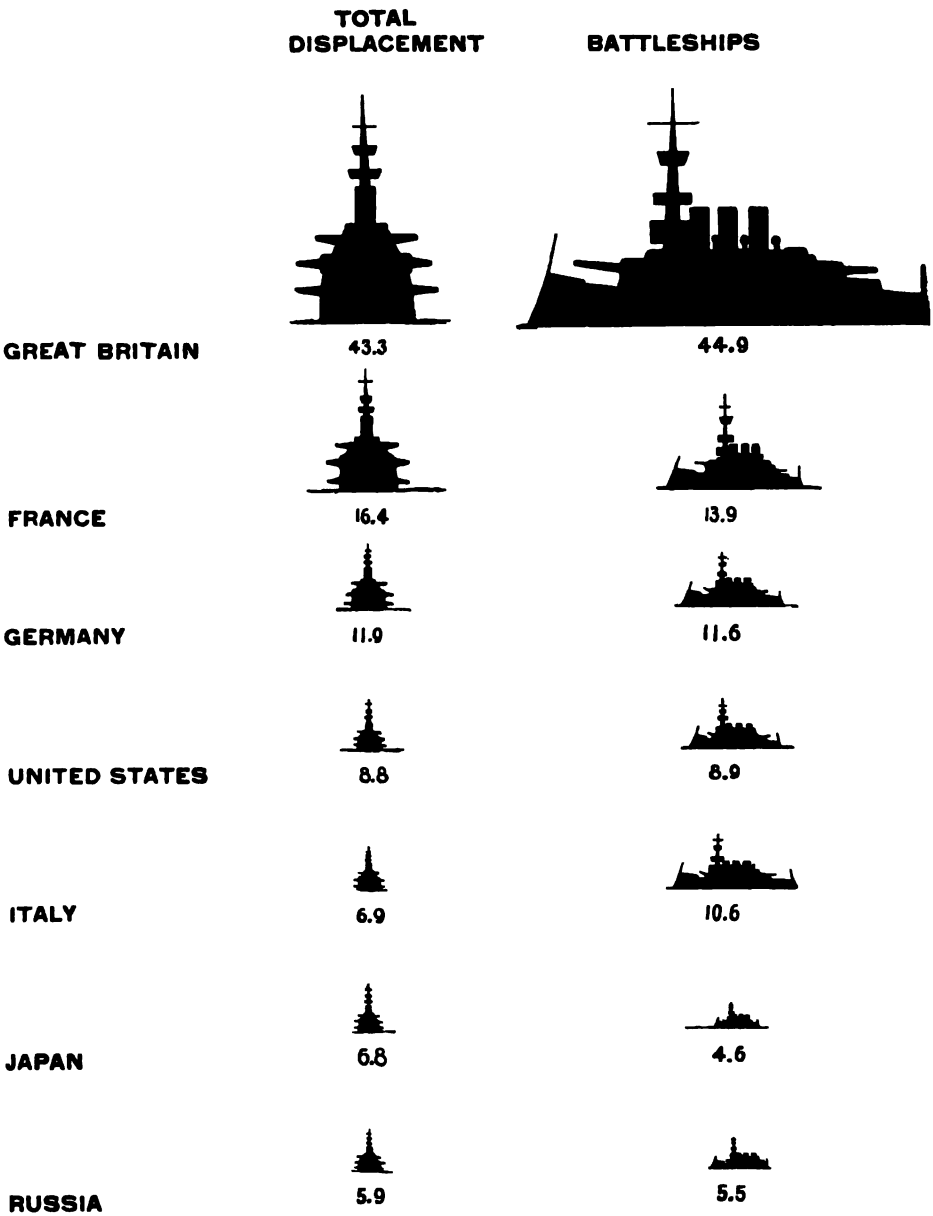 TOTAL
DISPLACEMENT
BATTLESHIPS
GREAT BRITAIN
43.3
44.9
FRANCE
16.4
13.9
GERMANY
11.9
11.6
UNITED STATES
8.8
8.9
ITALY
6.9
10.6
JAPAN
6.8
4.6
RUSSIA
5.9
5.5